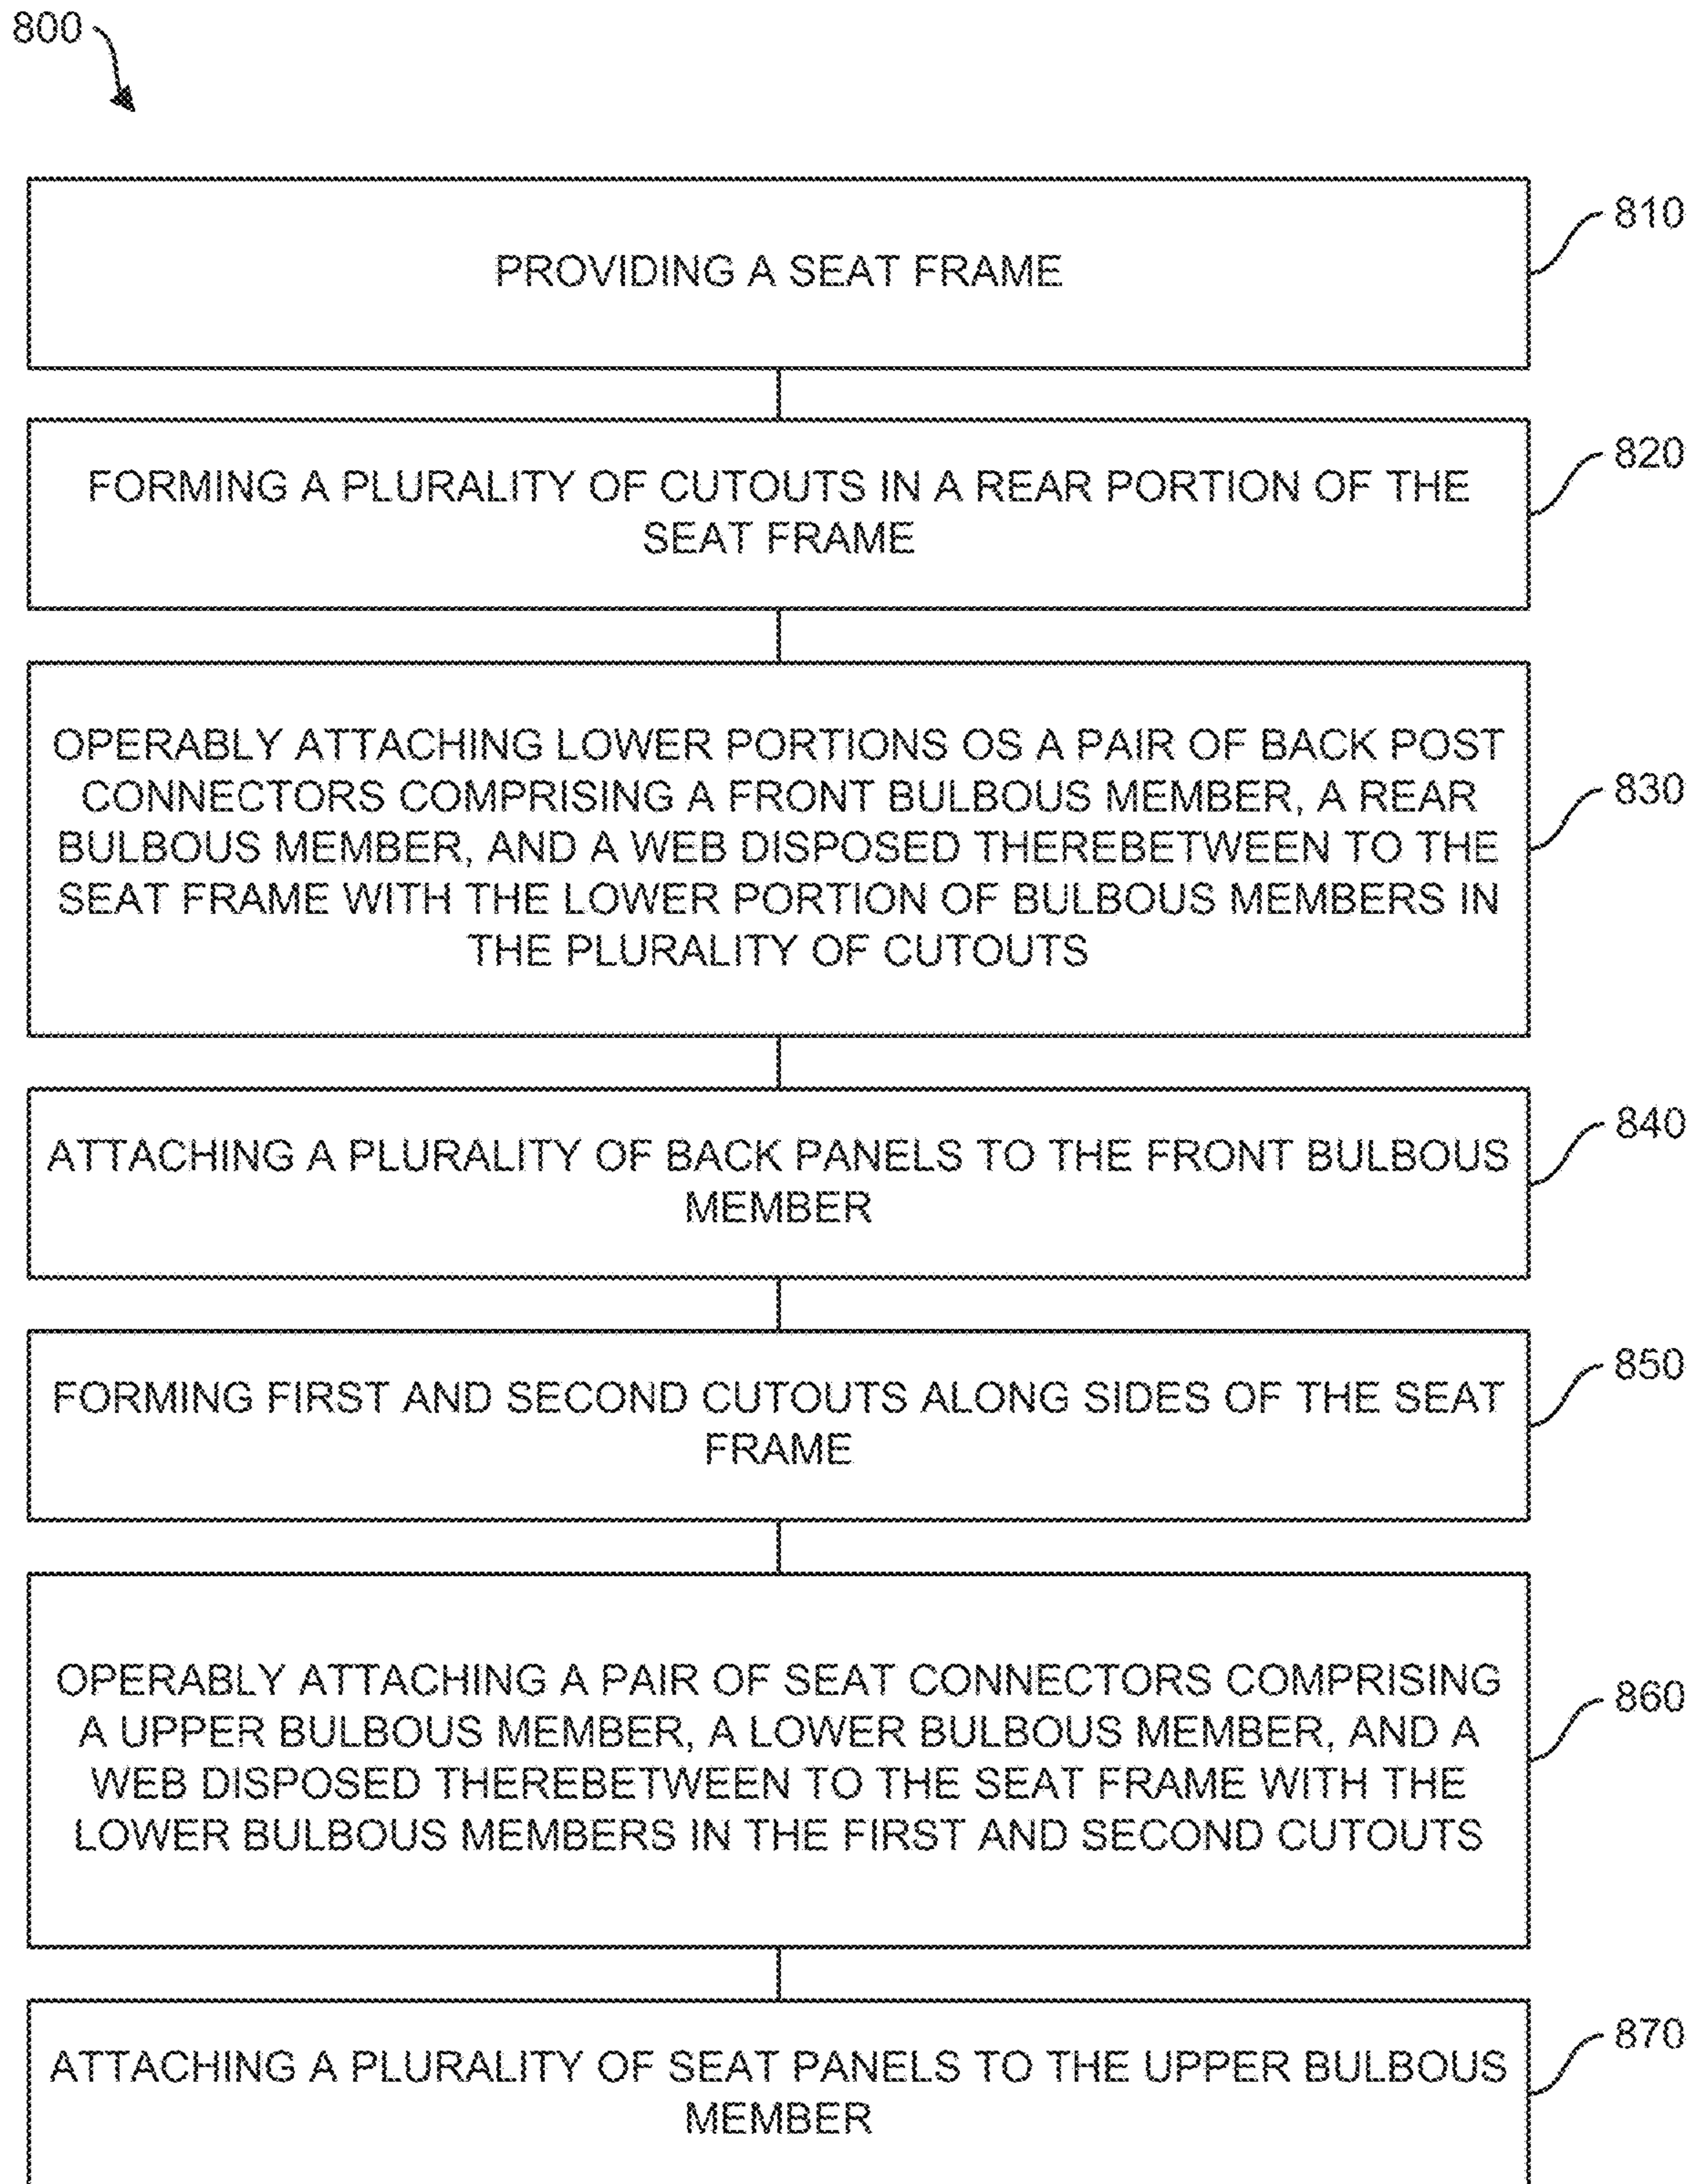 800
PROVIDING A SEAT FRAME
810
FORMING A PLURALITY OF CUTOUTS IN A REAR PORTION OF THE
SEAT FRAME
820
OPERABLY ATTACHING LOWER PORTIONS OS A PAIR OF BACK POST
CONNECTORS COMPRISING A FRONT BULBOUS MEMBER, A REAR
BULBOUS MEMBER, AND A WEB DISPOSED THEREBETWEEN TO THE
SEAT FRAME WITH THE LOWER PORTION OF BULBOUS MEMBERS IN
THE PLURALITY OF CUTOUTS
830
ATTACHING A PLURALITY OF BACK PANELS TO THE FRONT BULBOUS
MEMBER
840
FORMING FIRST AND SECOND CUTOUTS ALONG SIDES OF THE SEAT
FRAME
850
OPERABLY ATTACHING A PAIR OF SEAT CONNECTORS COMPRISING
A UPPER BULBOUS MEMBER, A LOWER BULBOUS MEMBER, AND A
WEB DISPOSED THEREBETWEEN TO THE SEAT FRAME WITH THE
LOWER BULBOUS MEMBERS IN THE FIRST AND SECOND CUTOUTS
860
ATTACHING A PLURALITY OF SEAT PANELS TO THE UPPER BULBOUS
MEMBER
870